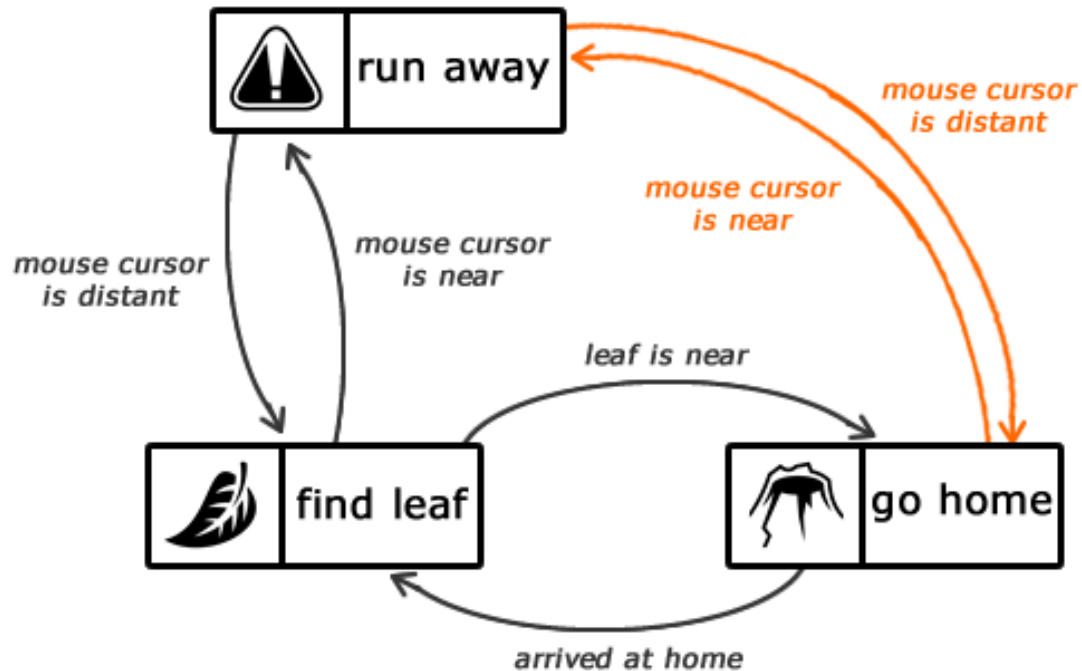 run away
mouse cursor
is distant
mouse cursor
is near
mouse cursor
is near
mouse cursor
is distant
leaf is near
find leaf
go home
arrived at home